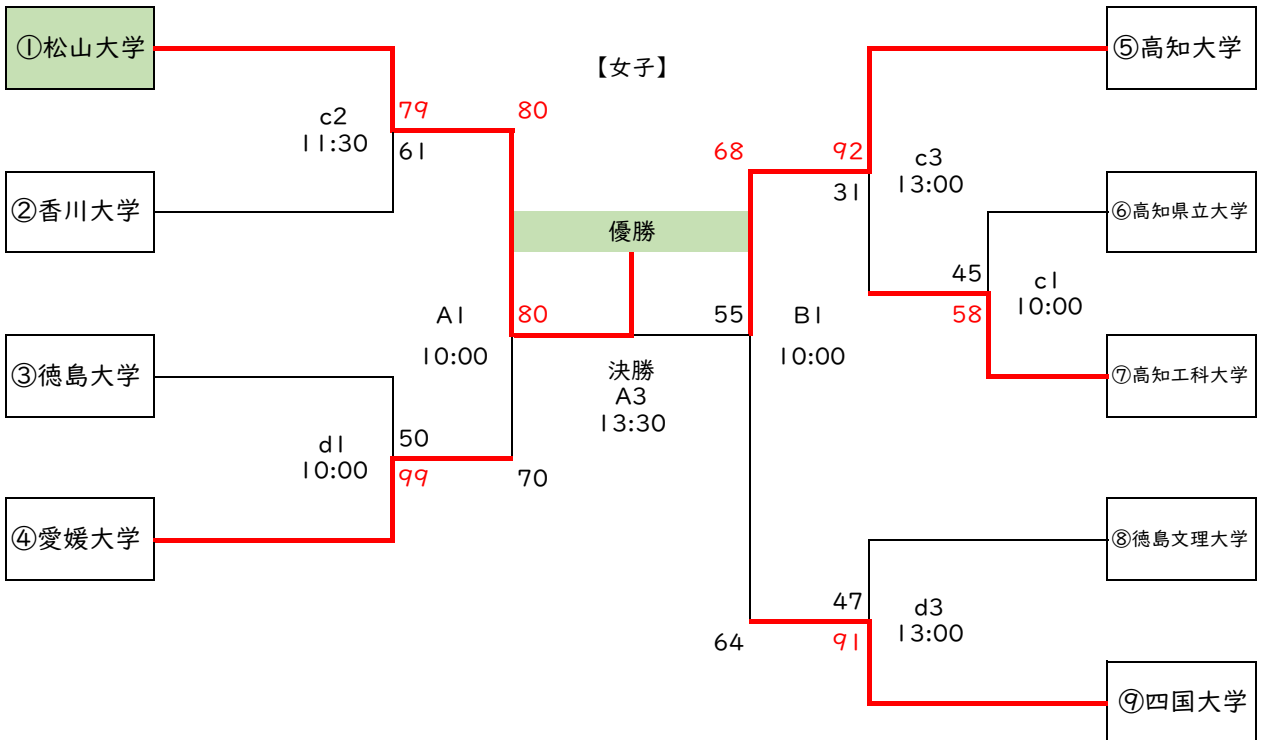 ①松山大学
⑤高知大学
【女子】
79
80
c2
11:30
61
68
92
c3
13:00
31
②香川大学
⑥高知県立大学
優勝
45
c1
10:00
58
A1
10:00
80
55
B1
10:00
③徳島大学
決勝
A3
13:30
⑦高知工科大学
d1
10:00
50
99
70
④愛媛大学
⑧徳島文理大学
47
d3
13:00
64
91
⑨四国大学